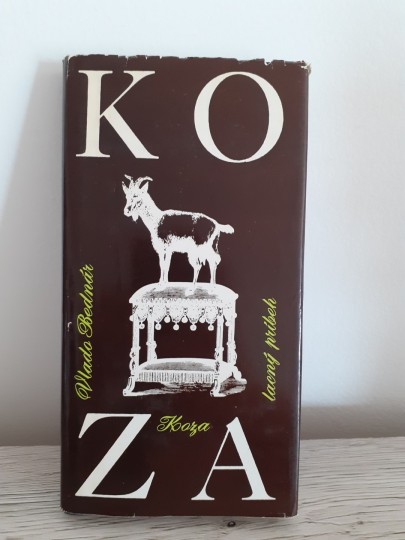 KO
Vlado Bednár
lacný príbeh
Koza
ZA